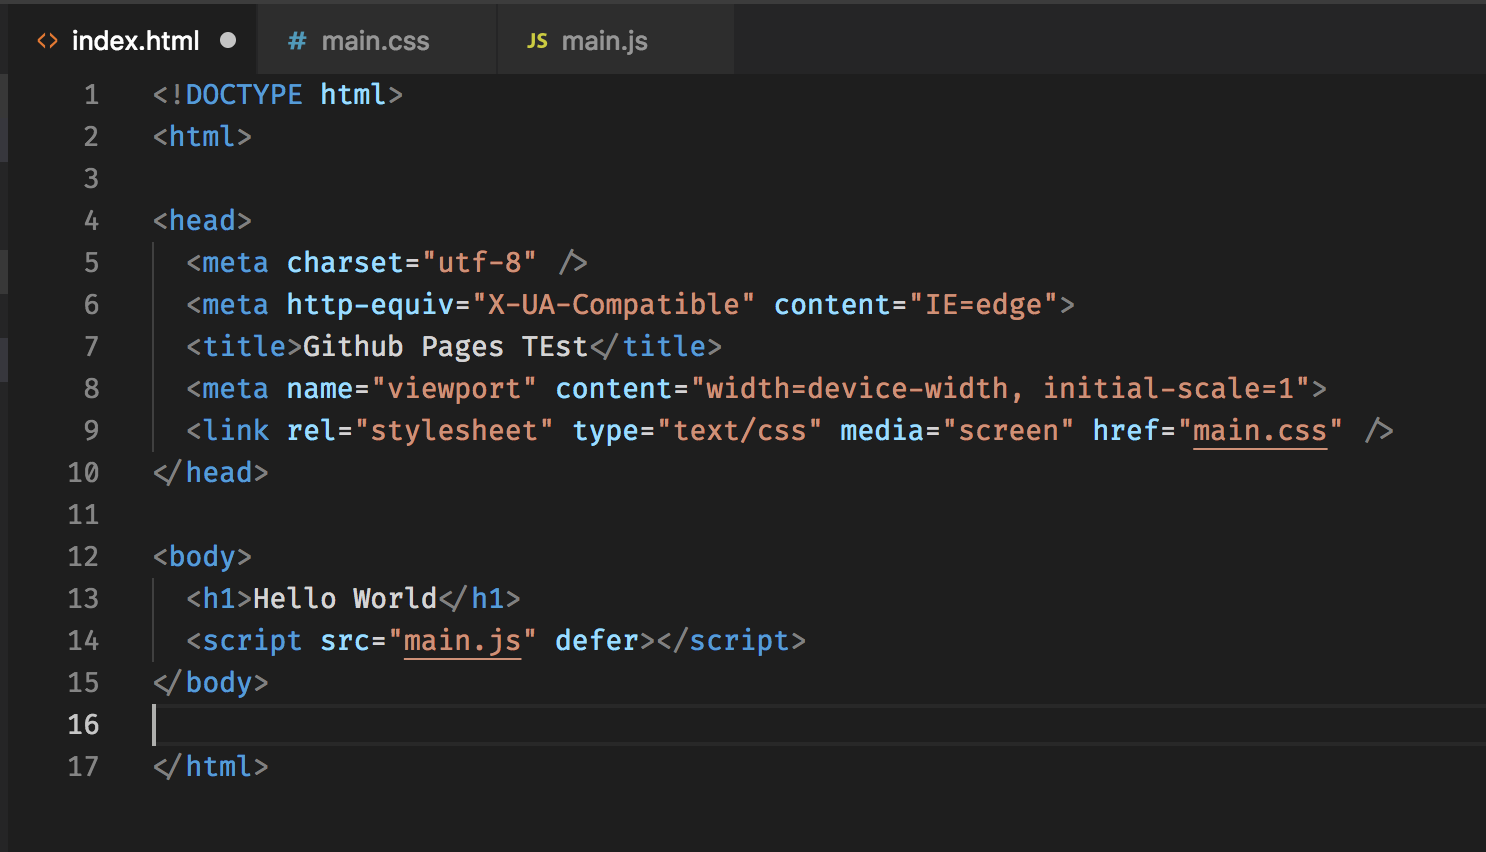 <> index.html ● # main.css JS main.js
1 <!DOCTYPE html>
2 <html>
3
4 <head>
5   <meta charset="utf-8" />
6   <meta http-equiv="X-UA-Compatible" content="IE=edge">
7   <title>Github Pages TEst</title>
8   <meta name="viewport" content="width=device-width, initial-scale=1">
9   <link rel="stylesheet" type="text/css" media="screen" href="main.css" />
10 </head>
11
12 <body>
13   <h1>Hello World</h1>
14   <script src="main.js" defer></script>
15 </body>
16
17 </html>